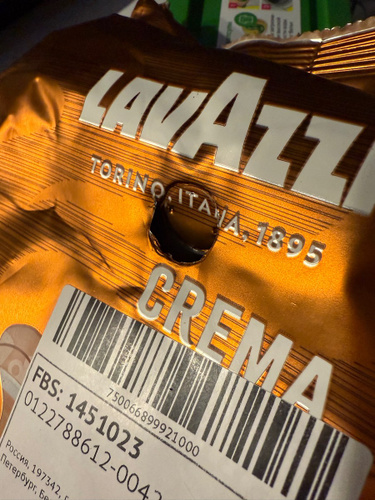 LAVAZZ
TORINO, ITALIA, 1895
CREMA
750066899921000
FBS: 1451023
0122788612-004
Россия, 197342,
Петербург,